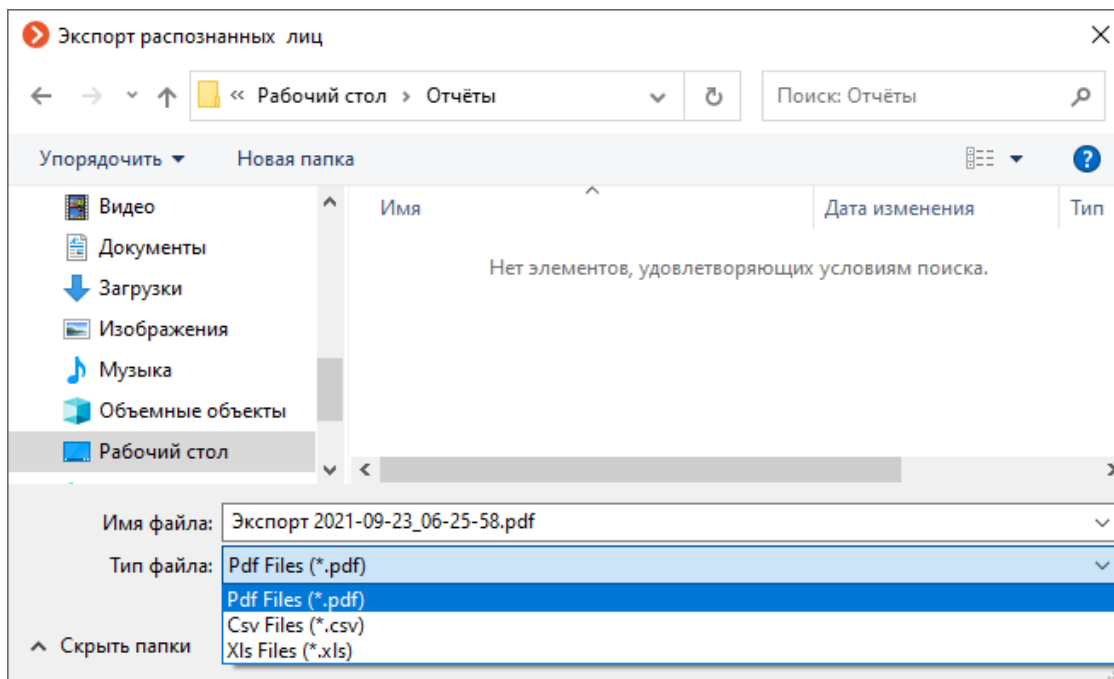 Экспорт распознанных лиц
« Рабочий стол › Отчёты
Поиск: Отчёты
Упорядочить
Новая папка
?
Видео
Документы
Загрузки
Изображения
Музыка
Объемные объекты
Рабочий стол
Имя
Дата изменения
Тип
Нет элементов, удовлетворяющих условиям поиска.
Имя файла: Экспорт 2021-09-23_06-25-58.pdf
Тип файла: Pdf Files (*.pdf)
Pdf Files (*.pdf)
Csv Files (*.csv)
Xls Files (*.xls)
Скрыть папки